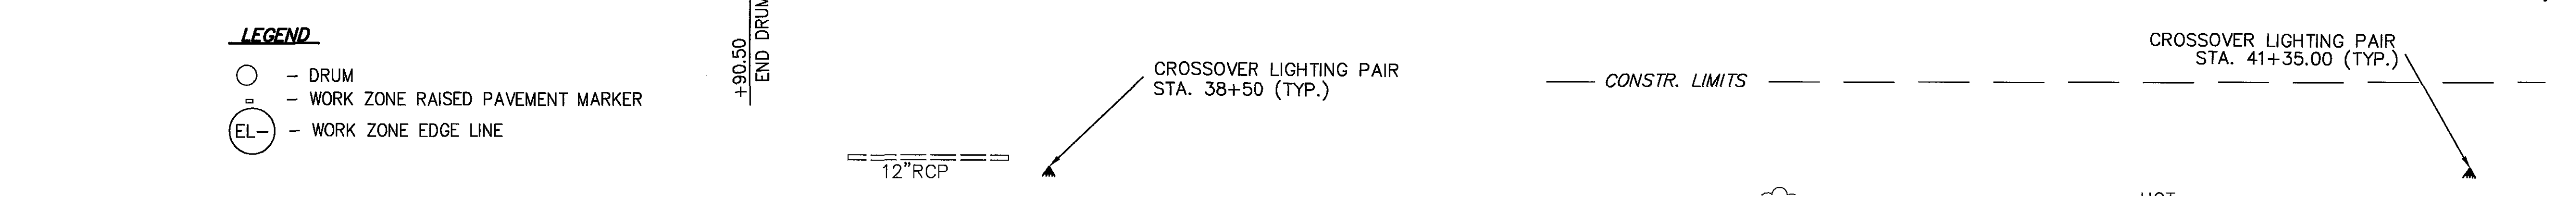 LEGEND
- DRUM
- WORK ZONE RAISED PAVEMENT MARKER
EL- - WORK ZONE EDGE LINE
+90.50
END DRUM
12"RCP
CROSSOVER LIGHTING PAIR
STA. 38+50 (TYP.)
CONSTR. LIMITS
CROSSOVER LIGHTING PAIR
STA. 41+35.00 (TYP.)